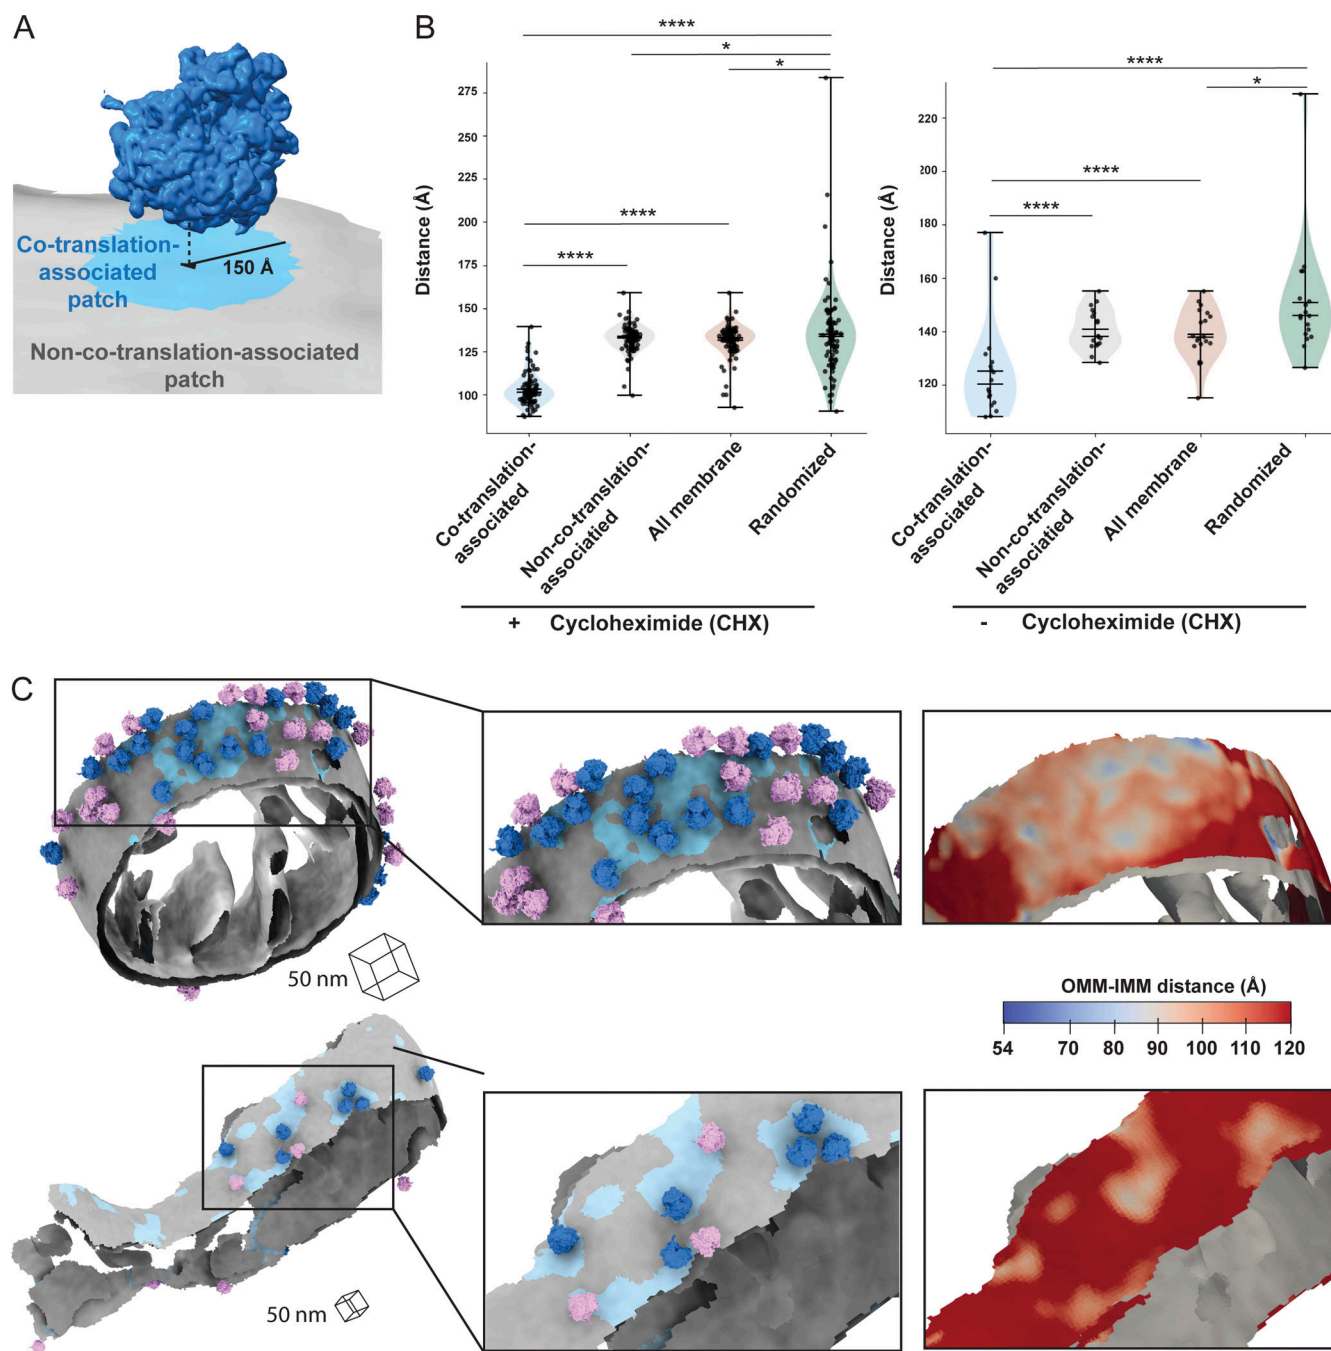 A
Co-translation-
associated
patch
150 Å
Non-co-translation-associated
patch
B
Distance (Å)
275
250
225
200
175
150
125
100
****
*
*
****
****
Co-translation-
associated
Non-co-translation-
associatied
All membrane
Randomized
+ Cycloheximide (CHX)
Distance (Å)
220
200
180
160
140
120
****
*
****
****
Co-translation-
associated
Non-co-translation-
associatied
All membrane
Randomized
- Cycloheximide (CHX)
C
50 nm
OMM-IMM distance (Å)
54 70 80 90 100 110 120
50 nm